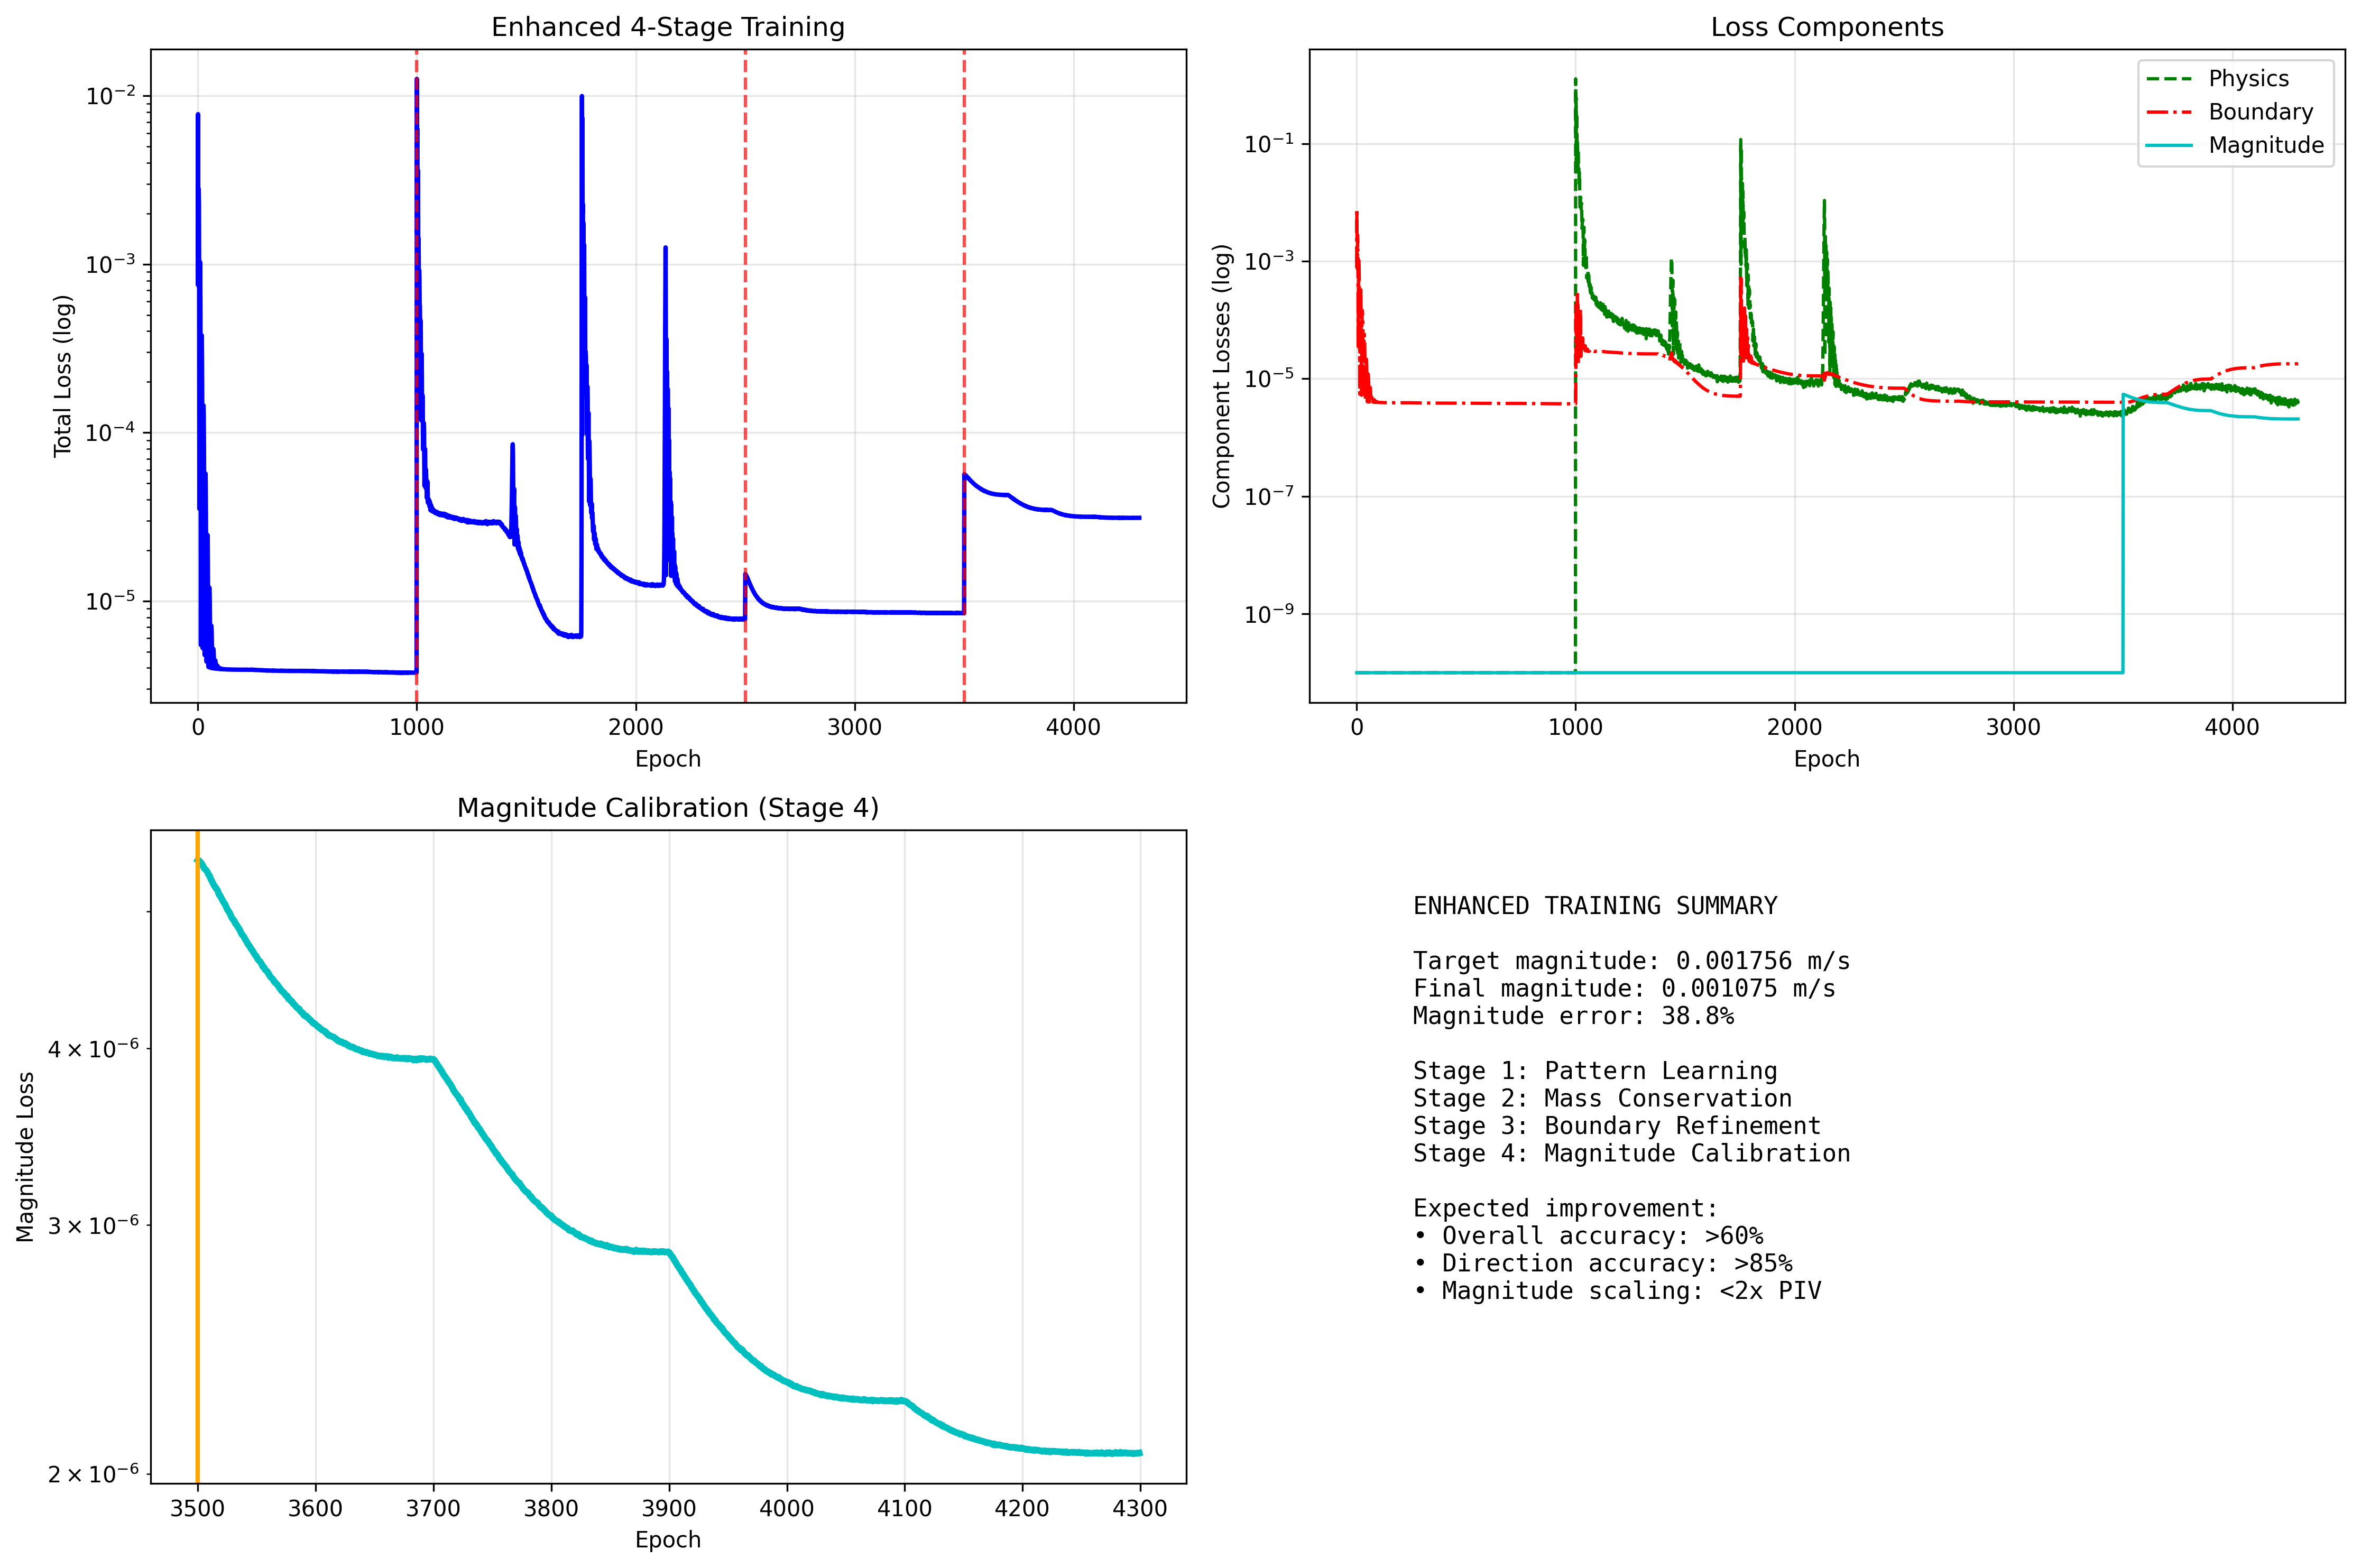 Enhanced 4-Stage Training
Total Loss (log)
10⁻²
10⁻³
10⁻⁴
10⁻⁵
0 1000 2000 3000 4000
Epoch
Loss Components
Component Losses (log)
10⁻¹
10⁻³
10⁻⁵
10⁻⁷
10⁻⁹
Physics
Boundary
Magnitude
0 1000 2000 3000 4000
Epoch
Magnitude Calibration (Stage 4)
Magnitude Loss
4 × 10⁻⁶
3 × 10⁻⁶
2 × 10⁻⁶
3500 3600 3700 3800 3900 4000 4100 4200 4300
Epoch
ENHANCED TRAINING SUMMARY
Target magnitude: 0.001756 m/s
Final magnitude: 0.001075 m/s
Magnitude error: 38.8%
Stage 1: Pattern Learning
Stage 2: Mass Conservation
Stage 3: Boundary Refinement
Stage 4: Magnitude Calibration
Expected improvement:
• Overall accuracy: >60%
• Direction accuracy: >85%
• Magnitude scaling: <2x PIV